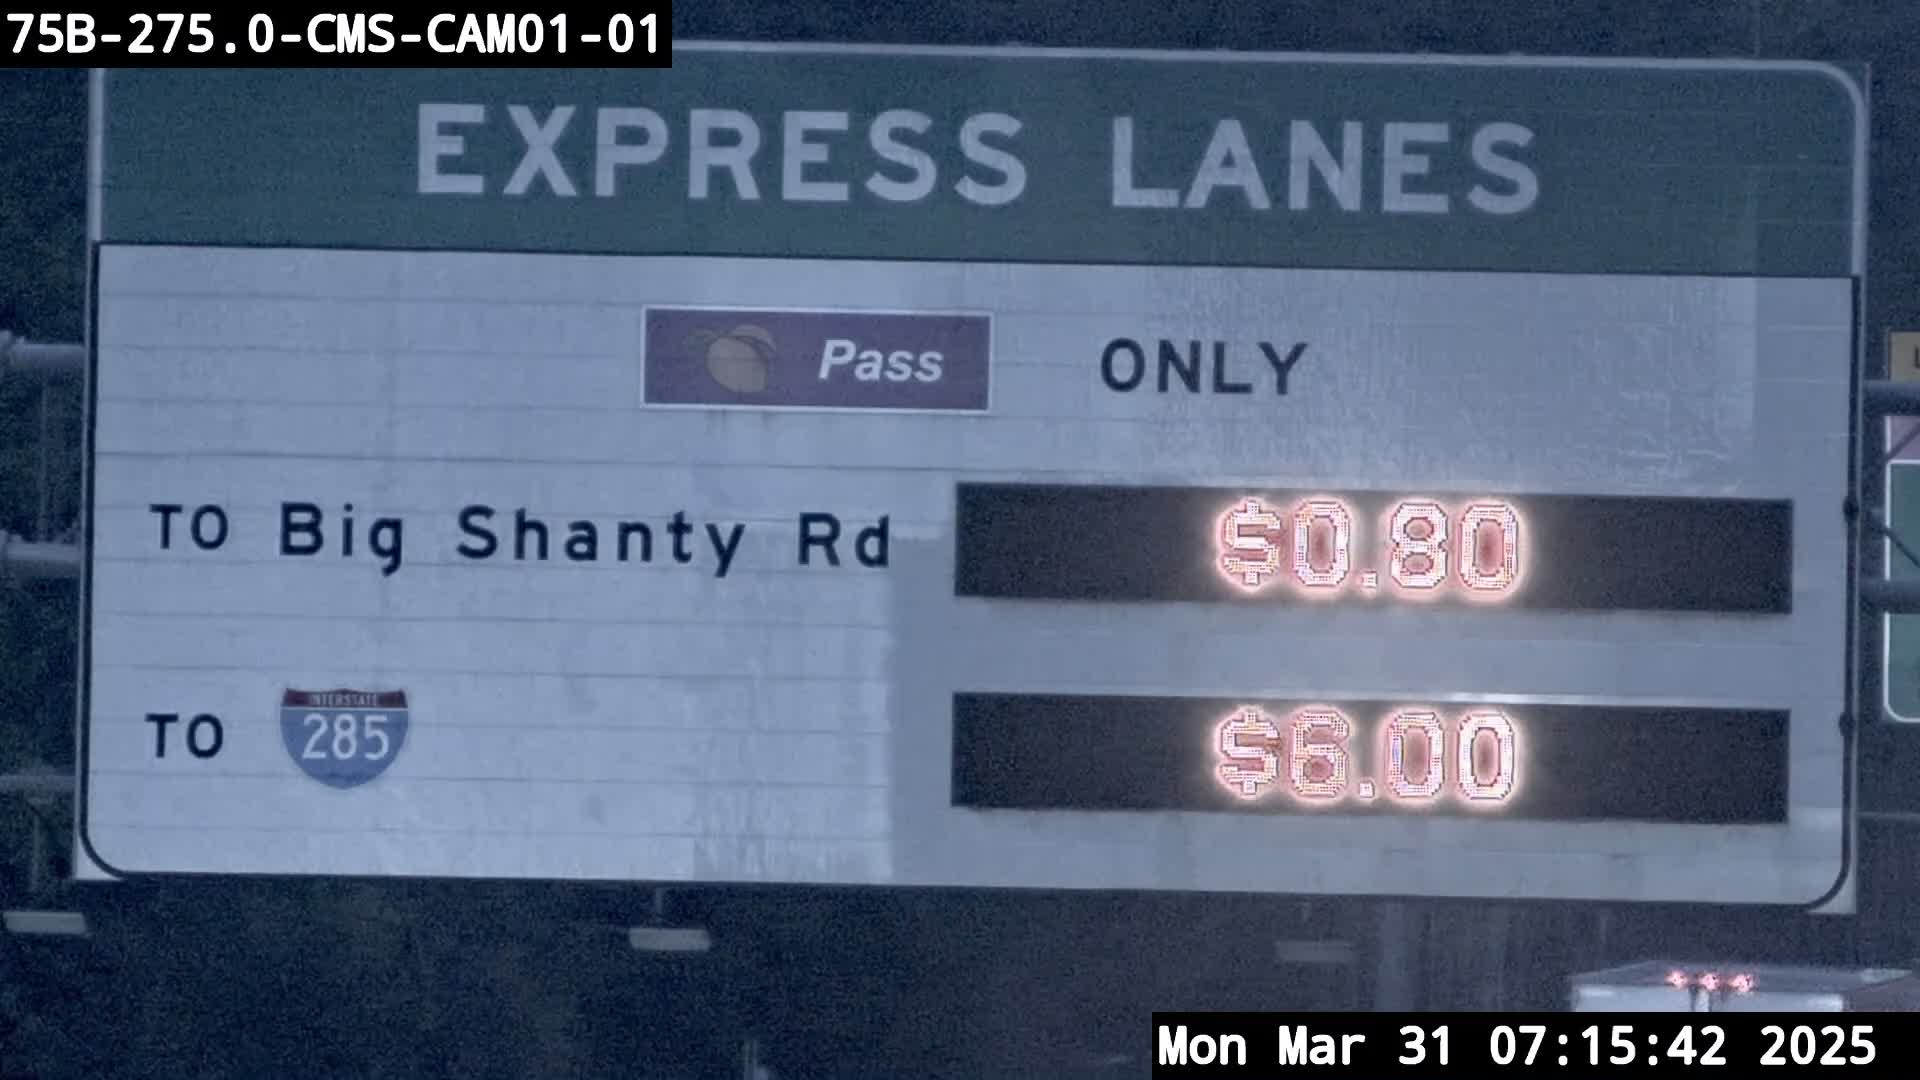 75B-275.0-CMS-CAM01-01
EXPRESS LANES
Pass ONLY
TO Big Shanty Rd $0.80
INTERSTATE
TO 285 $6.00
Mon Mar 31 07:15:42 2025